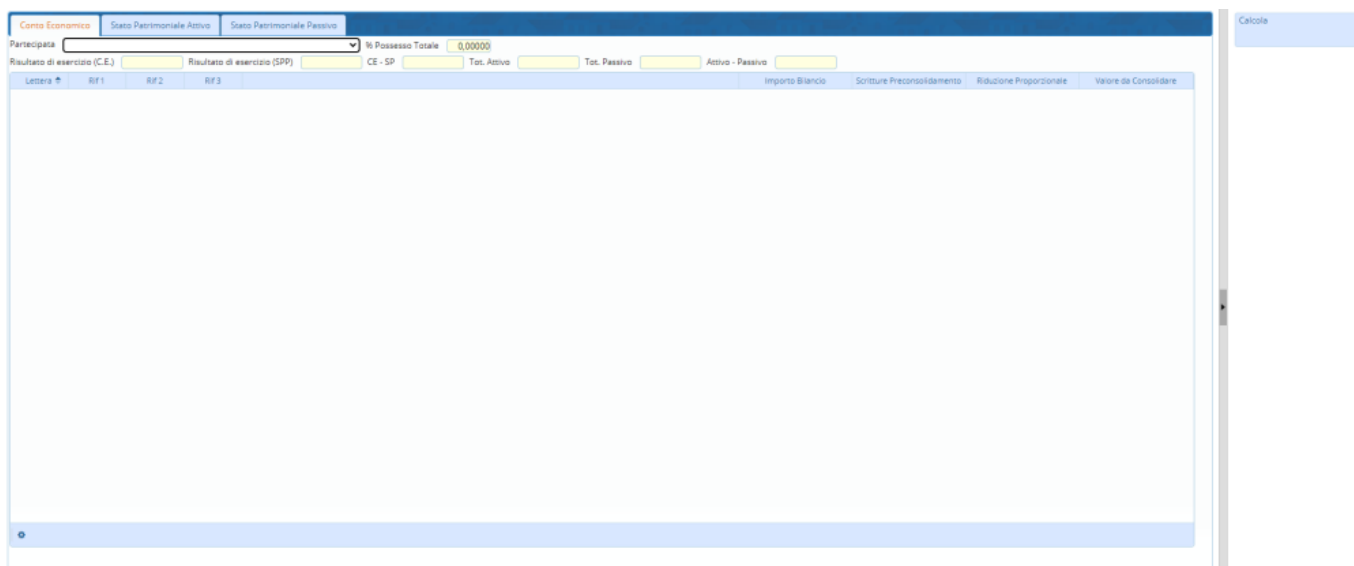 Conto Economico Stato Patrimoniale Attivo Stato Patrimoniale Passivo
Calcola
Partecipata % Possesso Totale 0,00000
Risultato di esercizio (C.E.) Risultato di esercizio (SPP) CE - SP Tot. Attivo Tot. Passivo Attivo - Passivo
Lettera Rif 1 Rif 2 Rif 3 Importo Bilancio Scritture Preconsolidamento Riduzione Proporzionale Valore da Consolidare